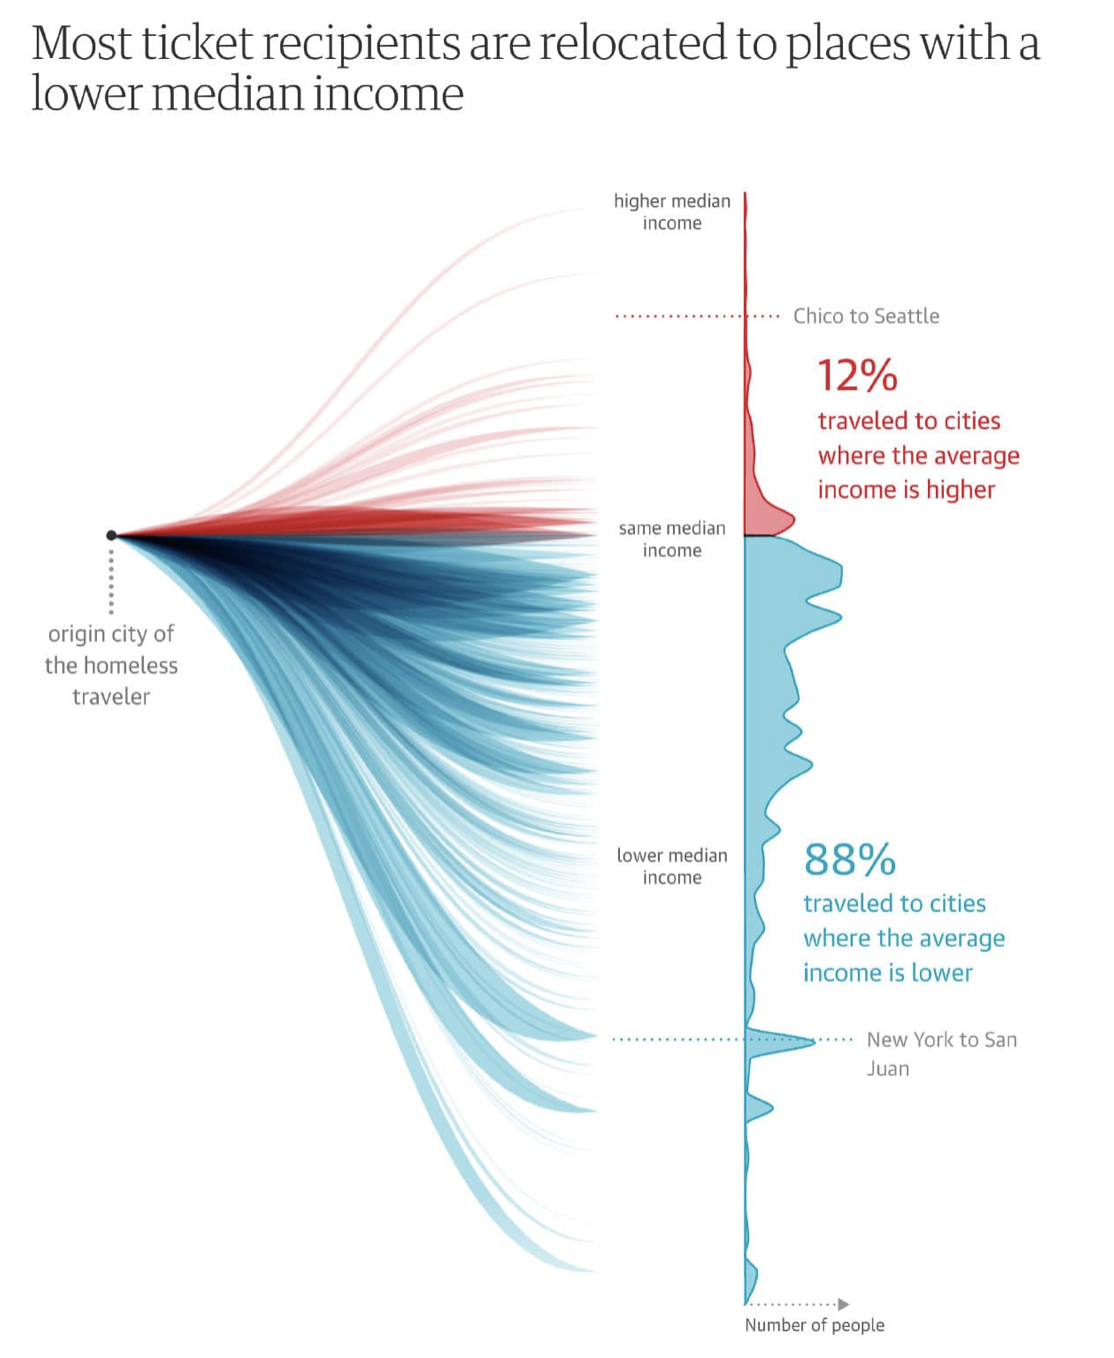 Most ticket recipients are relocated to places with a
lower median income
higher median
income
Chico to Seattle
12%
traveled to cities
where the average
income is higher
same median
income
origin city of
the homeless
traveler
lower median
income
88%
traveled to cities
where the average
income is lower
New York to San
Juan
Number of people